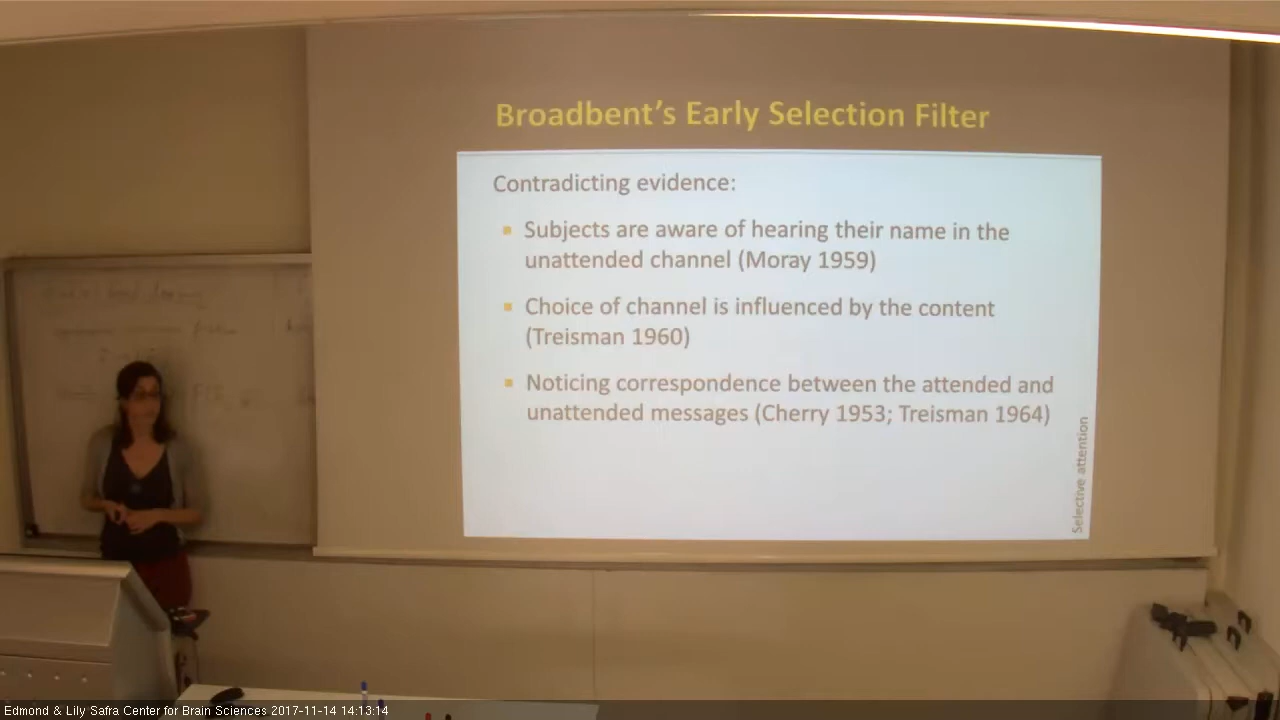 Broadbent's Early Selection Filter
Contradicting evidence:
Subjects are aware of hearing their name in the
unattended channel (Moray 1959)
Choice of channel is influenced by the content
(Treisman 1960)
Noticing correspondence between the attended and
unattended messages (Cherry 1953; Treisman 1964)
Selective attention
Edmond & Lily Safra Center for Brain Sciences 2017-11-14 14:13:14